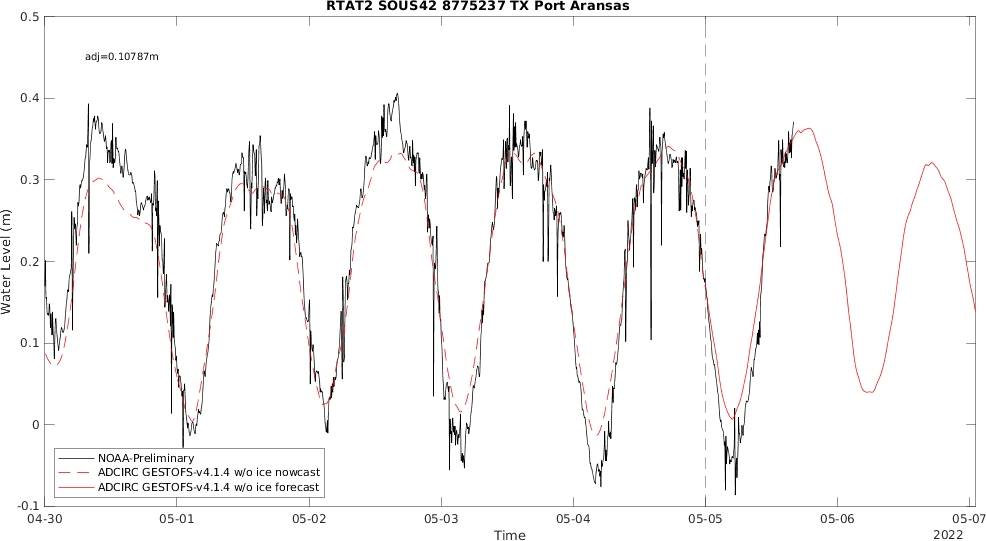 RTAT2 SOUS42 8775237 TX Port Aransas
0.5
adj=0.10787m
0.4
0.3
0.2
0.1
0
-0.1
Water Level (m)
NOAA-Preliminary
ADCIRC GESTOFS-v4.1.4 w/o ice nowcast
ADCIRC GESTOFS-v4.1.4 w/o ice forecast
04-30 05-01 05-02 05-03 05-04 05-05 05-06 05-07
Time
2022